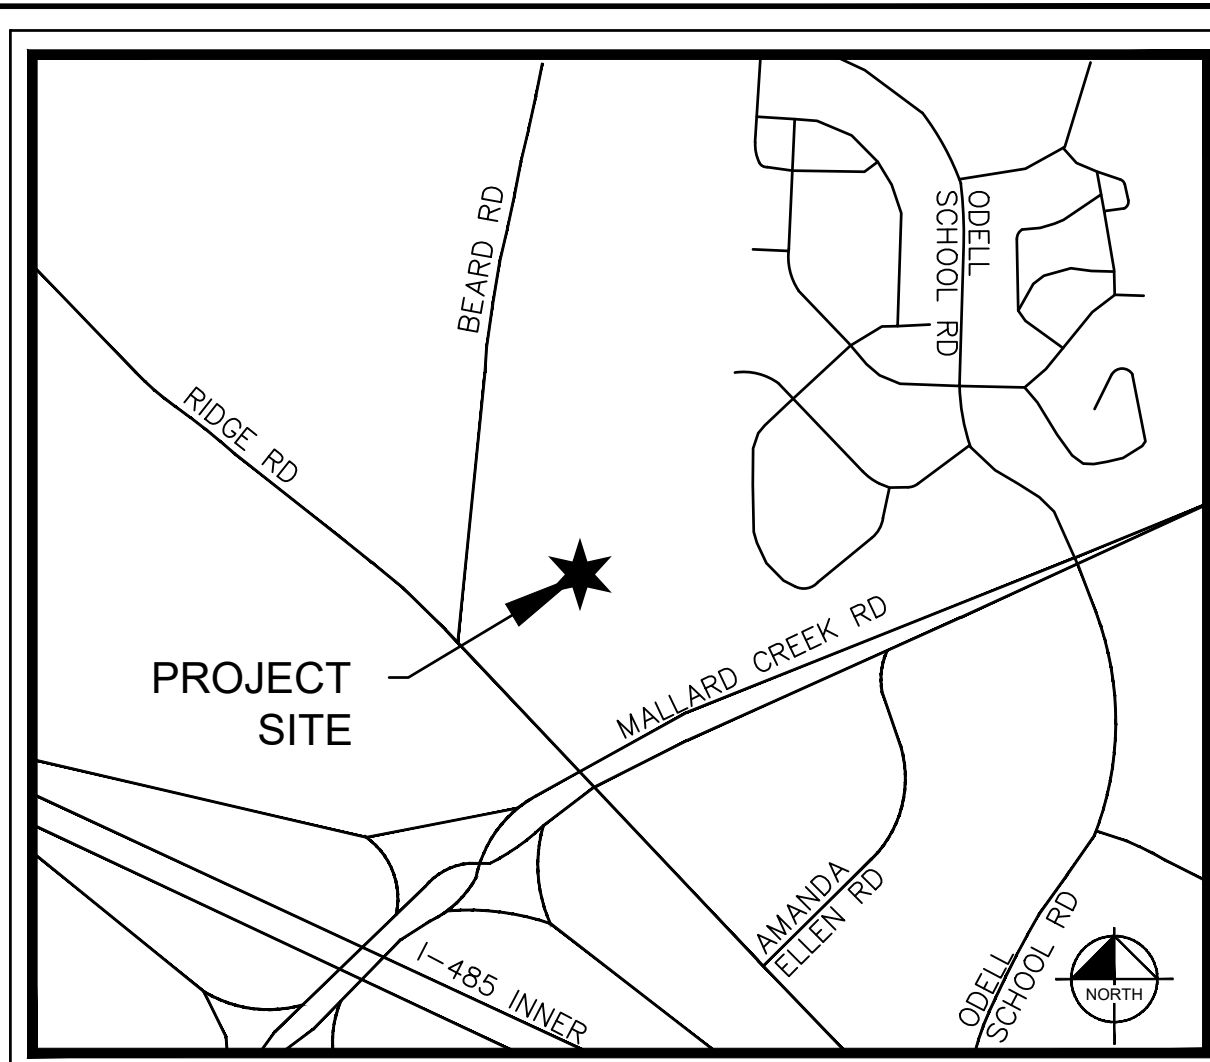 BEARD RD
ODELL
SCHOOL RD
RIDGE RD
PROJECT
SITE
MALLARD CREEK RD
AMANDA
ELLEN RD
I-485 INNER
ODELL
SCHOOL RD
NORTH